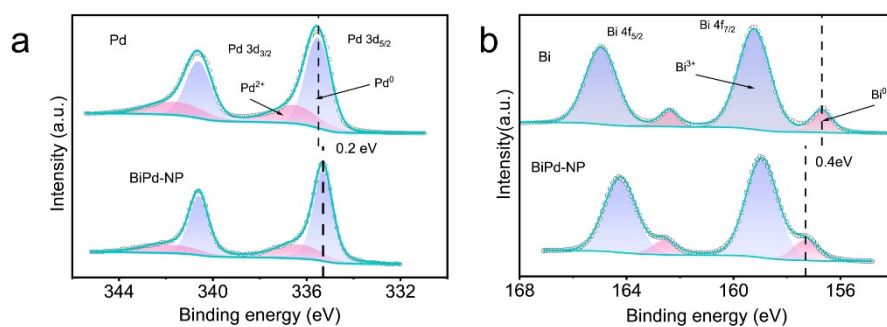 a
Pd
Pd 3d3/2
Pd 3d5/2
Pd2+
Pd0
0.2 eV
BiPd-NP
Intensity (a.u.)
344 340 336 332
Binding energy (eV)
b
Bi 4f5/2
Bi 4f7/2
Bi
Bi3+
Bi0
0.4eV
BiPd-NP
Intensity(a.u.)
168 164 160 156
Binding energy (eV)